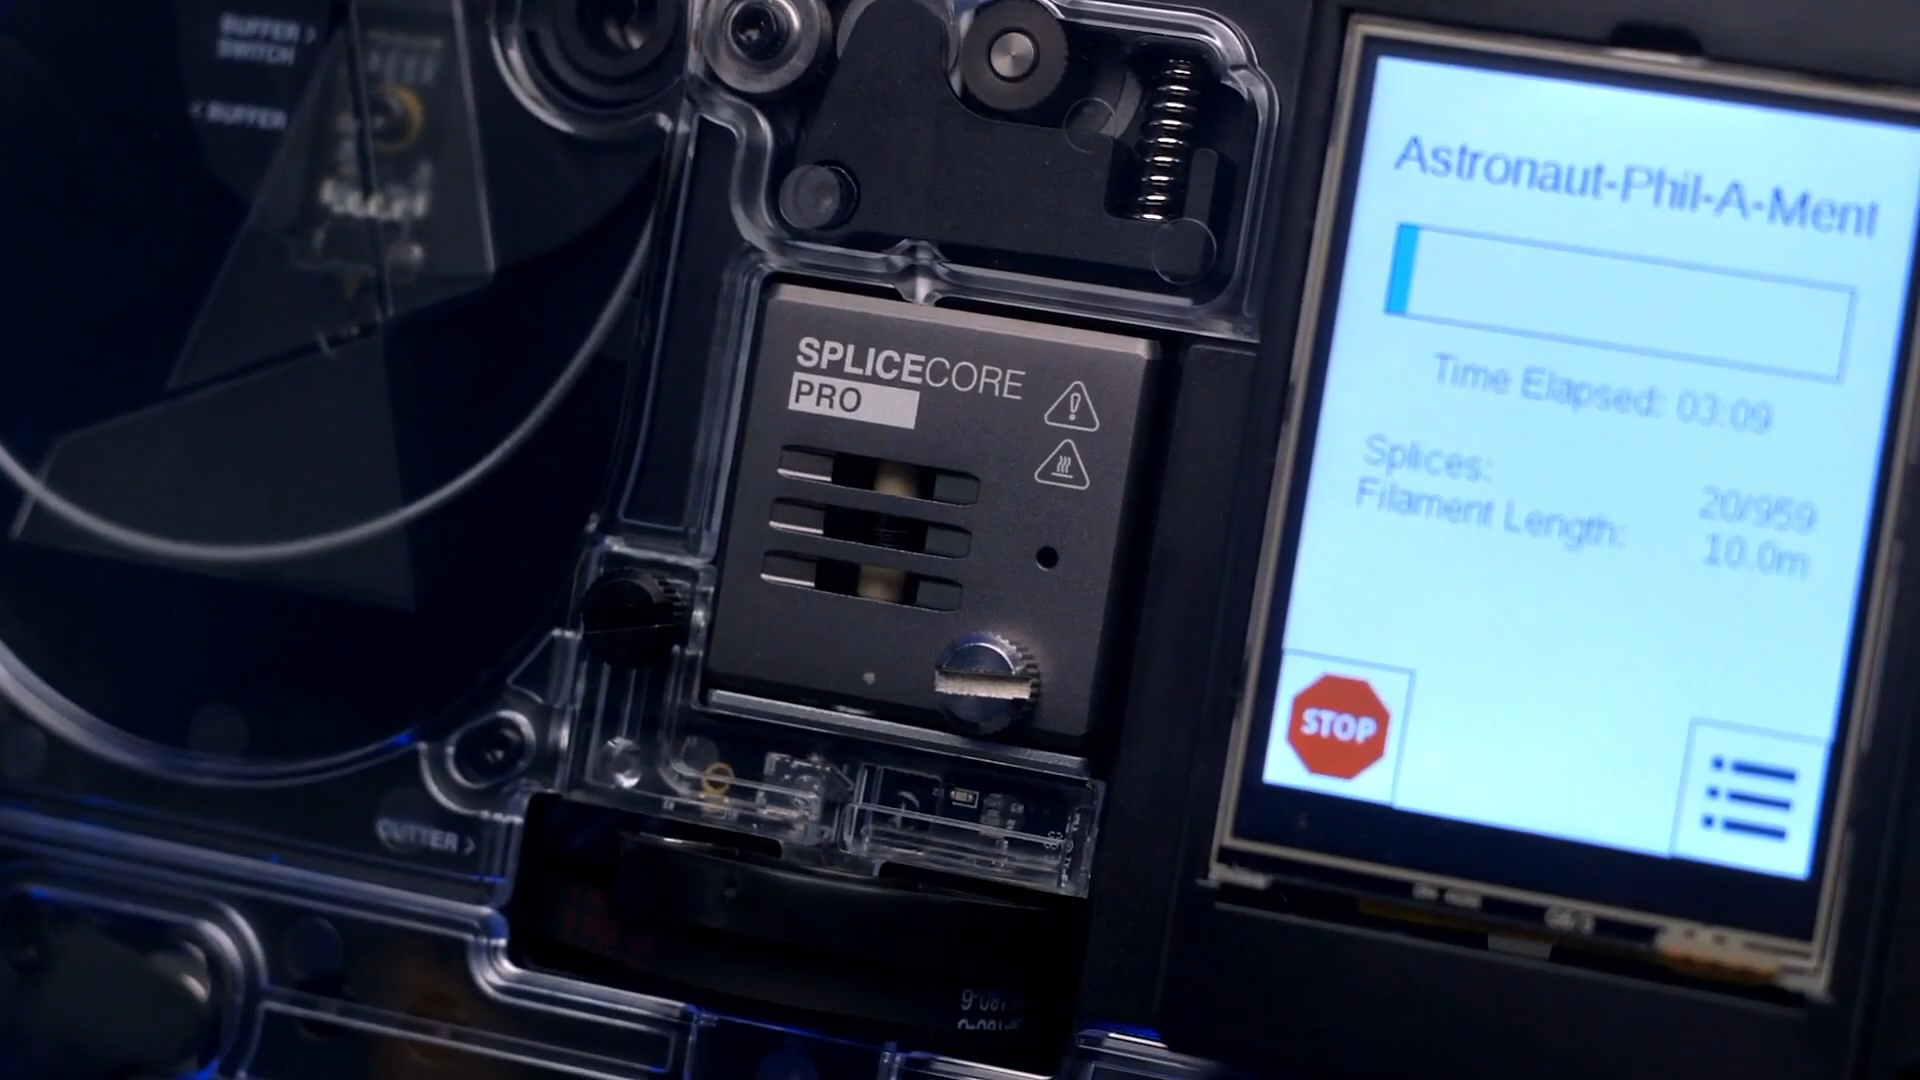 BUFFER >
SWITCH
< BUFFER
SPLICECORE
PRO
CUTTER >
Astronaut-Phil-A-Ment
Time Elapsed: 03:09
Splices: 20/959
Filament Length: 10.0m
STOP